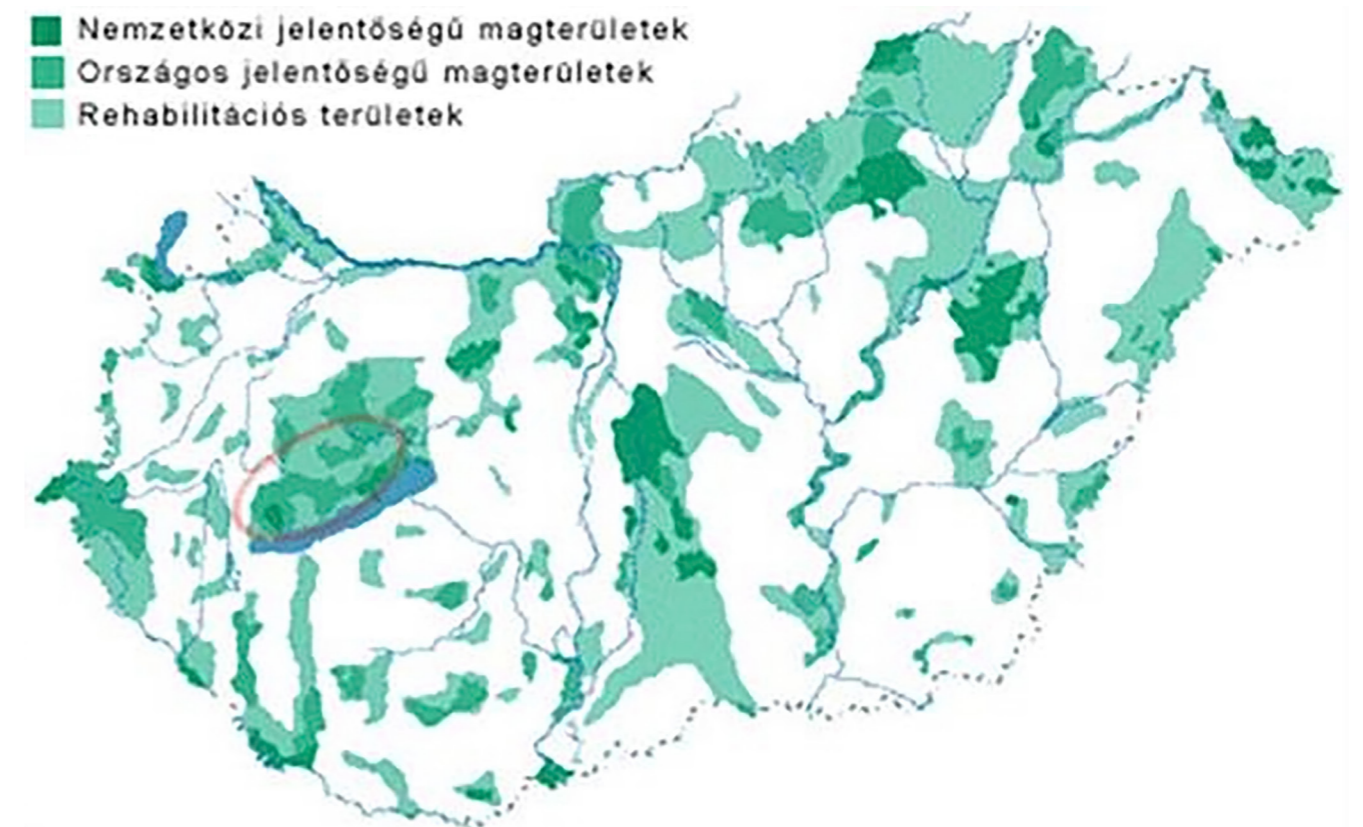 Nemzetközi jelentőségű magterületek
Országos jelentőségű magterületek
Rehabilitációs területek